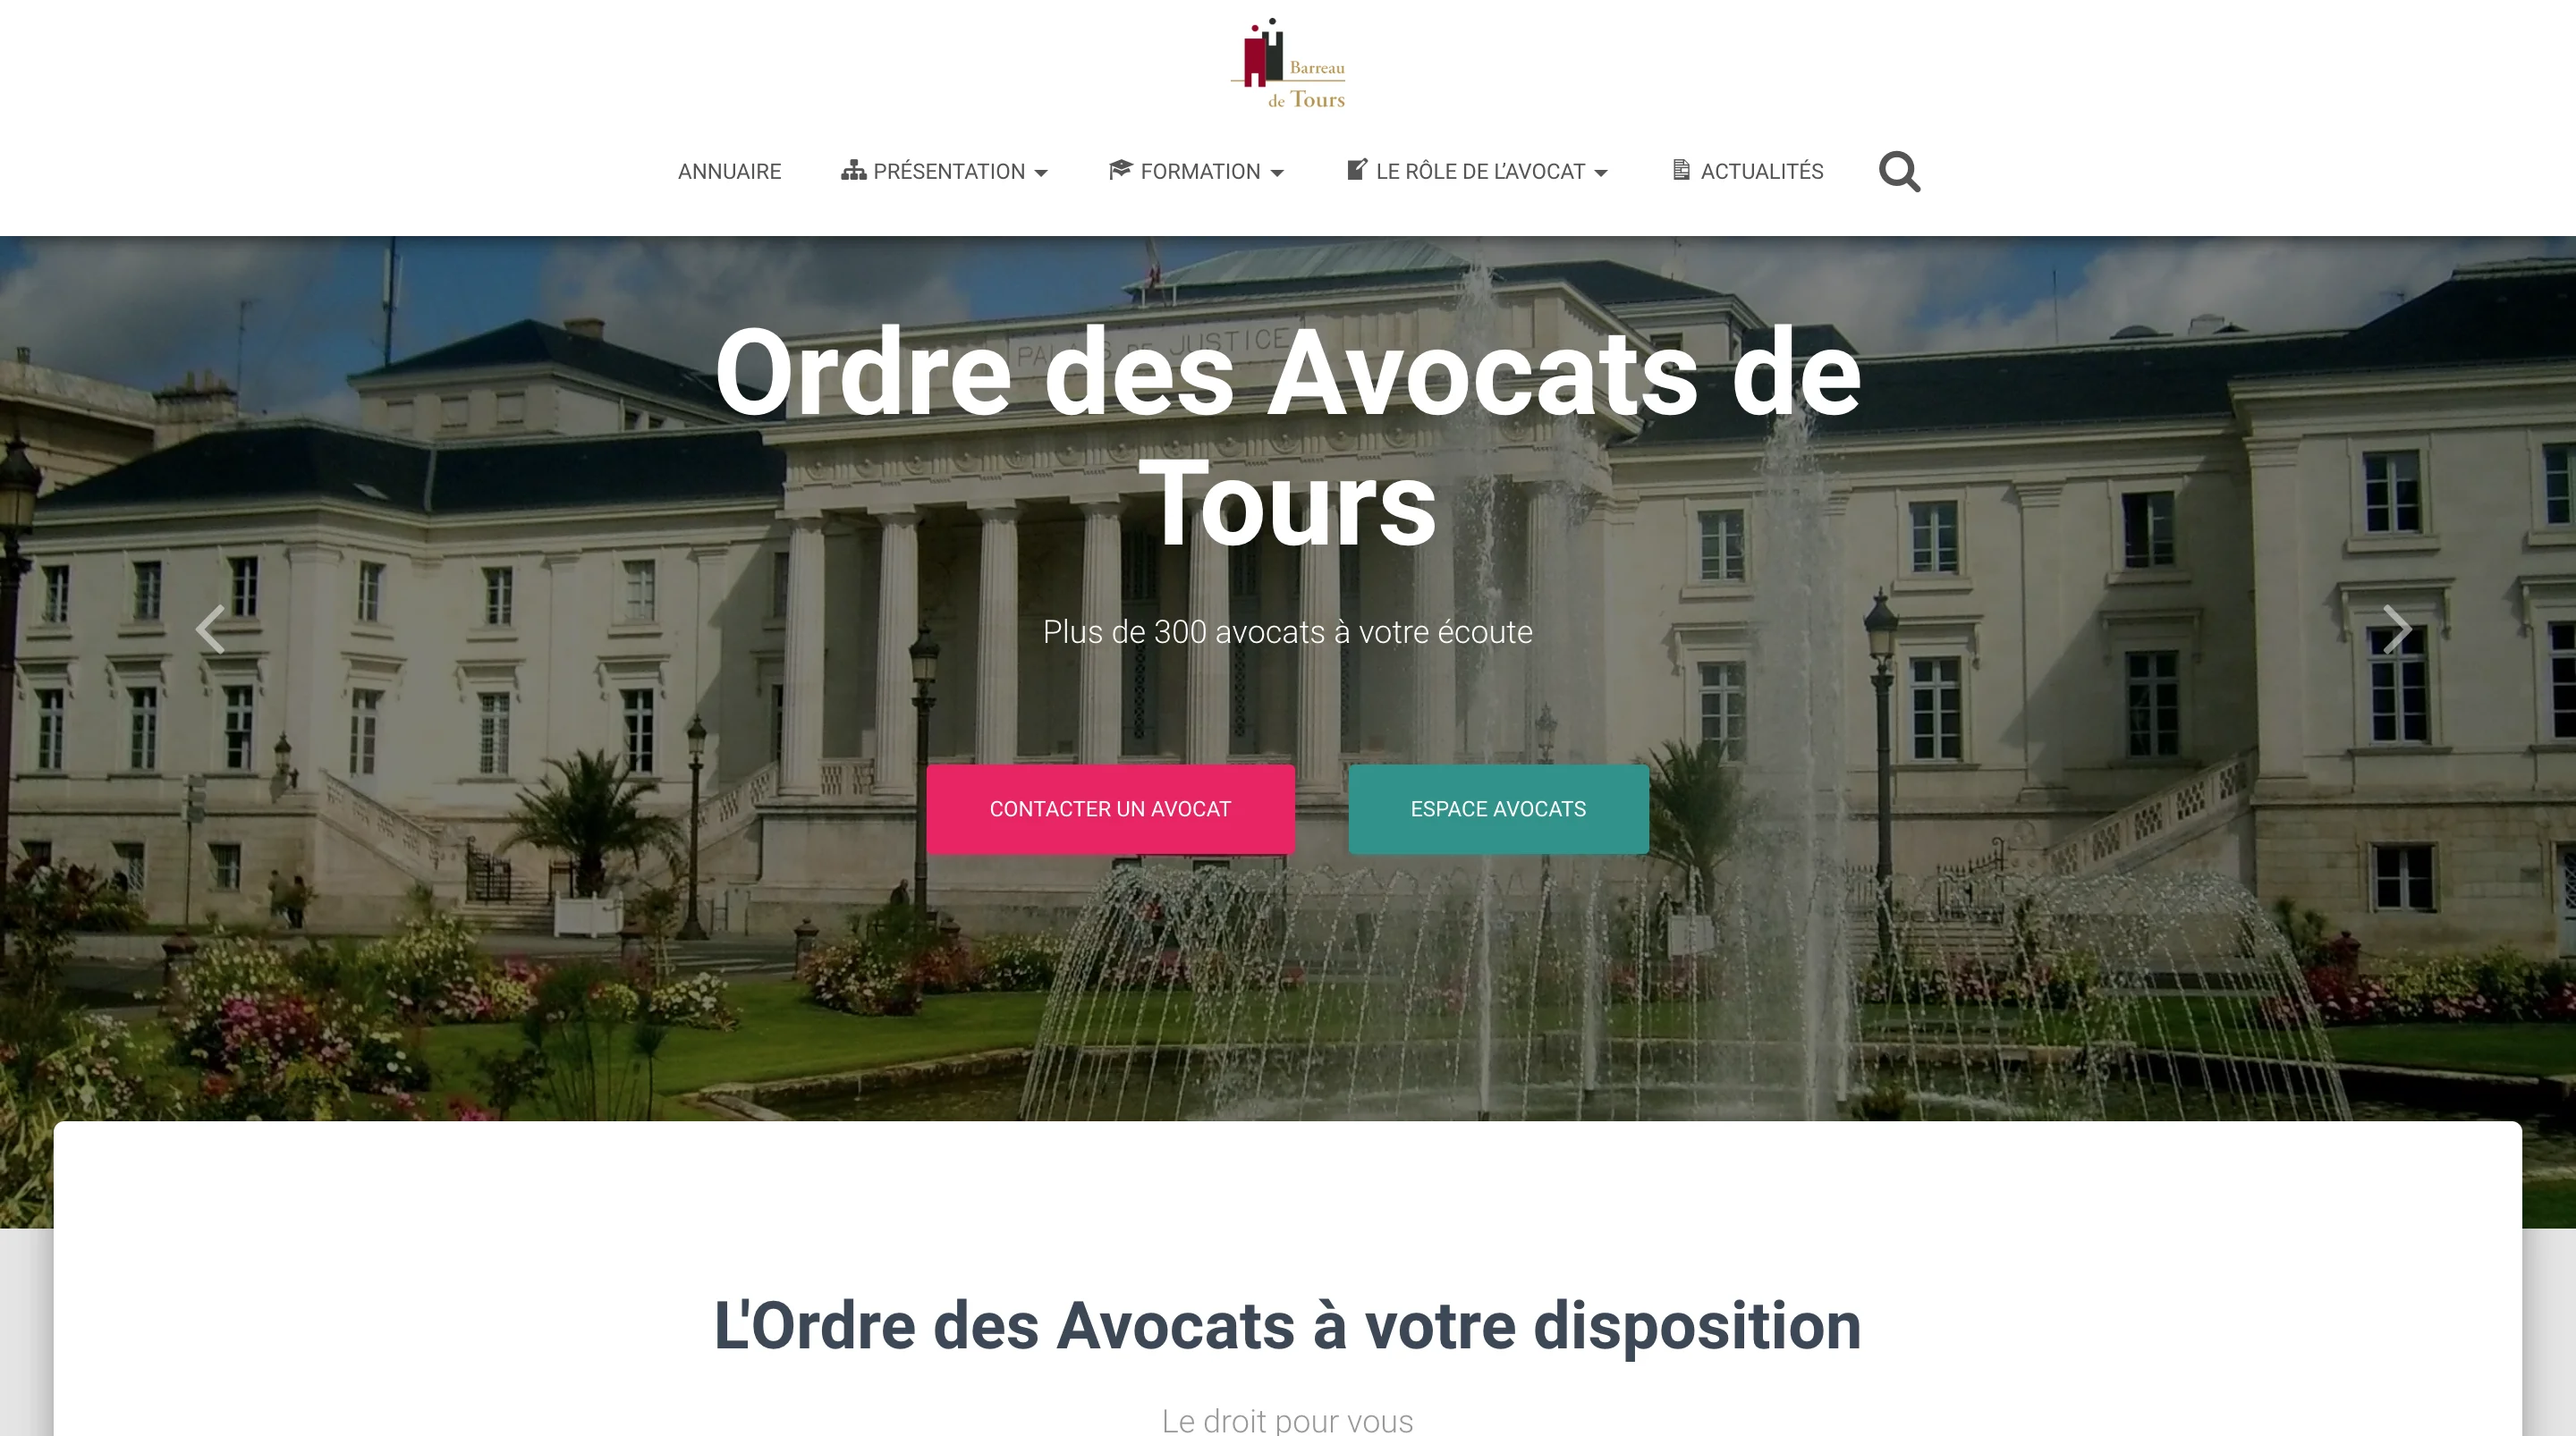 Barreau
de Tours
ANNUAIRE
PRÉSENTATION
FORMATION
LE RÔLE DE L’AVOCAT
ACTUALITÉS
PALAIS DE JUSTICE
Ordre des Avocats de
Tours
Plus de 300 avocats à votre écoute
CONTACTER UN AVOCAT
ESPACE AVOCATS
L'Ordre des Avocats à votre disposition
Le droit pour vous